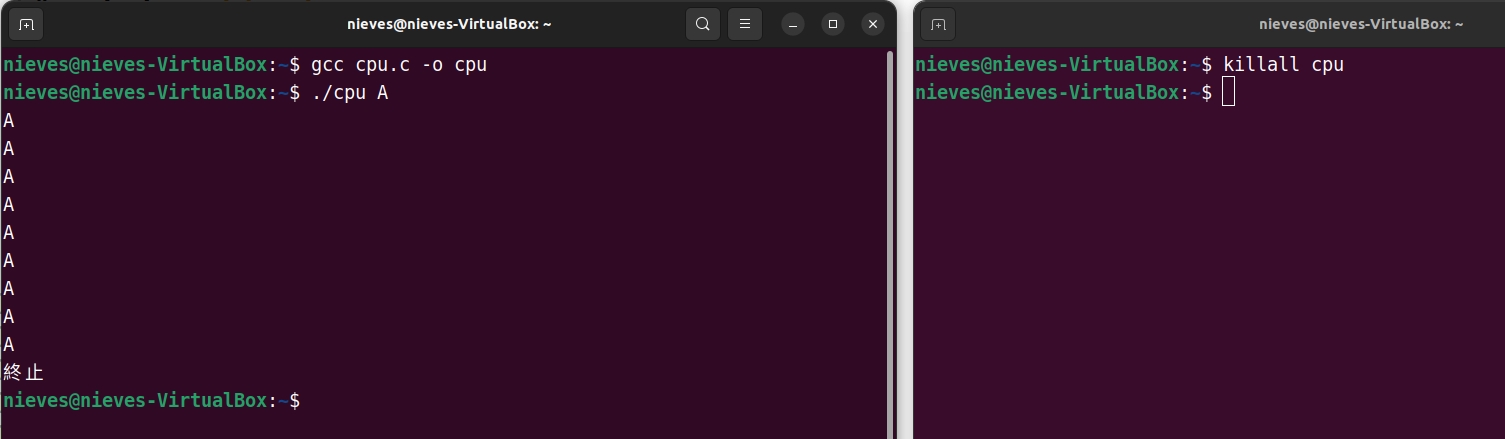 nieves@nieves-VirtualBox: ~
nieves@nieves-VirtualBox:~$ gcc cpu.c -o cpu
nieves@nieves-VirtualBox:~$ ./cpu A
A
A
A
A
A
A
A
A
A
終止
nieves@nieves-VirtualBox:~$
nieves@nieves-VirtualBox: ~
nieves@nieves-VirtualBox:~$ killall cpu
nieves@nieves-VirtualBox:~$